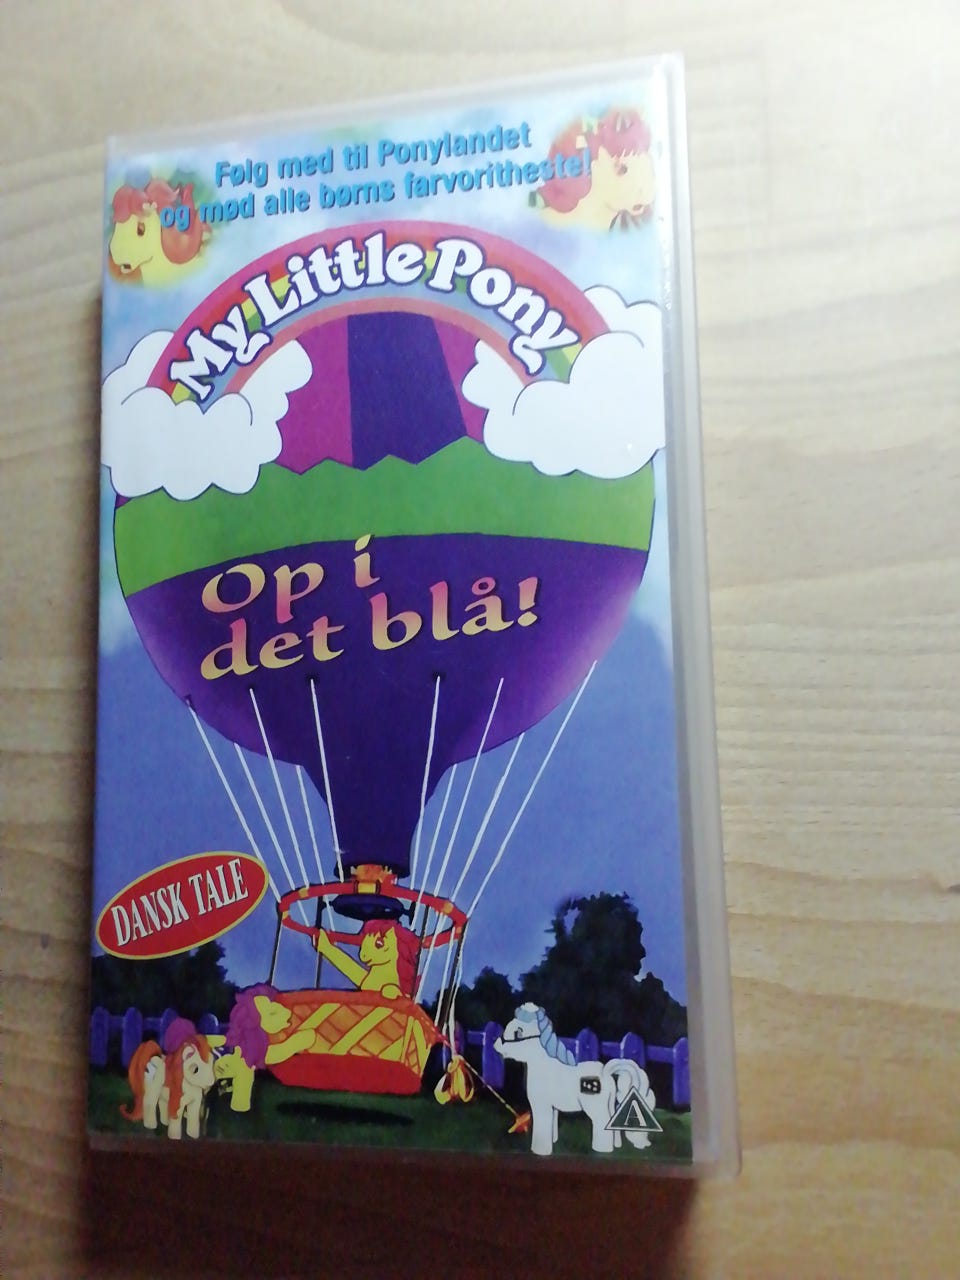 Følg med til Ponylandet
og mød alle børns farvoritheste!
My Little Pony
Op i
det blå!
DANSK TALE
A